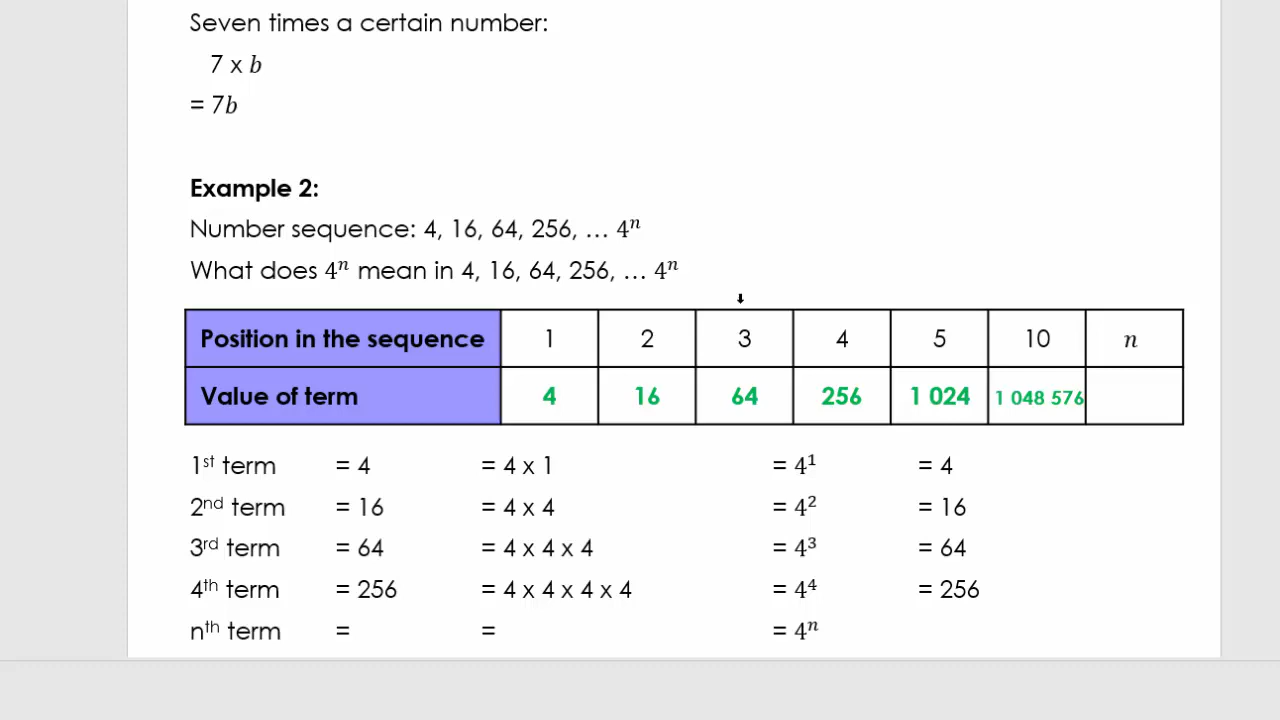 Seven times a certain number:
7 x b
= 7b
Example 2:
Number sequence: 4, 16, 64, 256, … 4ⁿ
What does 4ⁿ mean in 4, 16, 64, 256, … 4ⁿ
Position in the sequence 1 2 3 4 5 10 n
Value of term 4 16 64 256 1 024 1 048 576
1ˢᵗ term = 4 = 4 x 1 = 4¹ = 4
2ⁿᵈ term = 16 = 4 x 4 = 4² = 16
3ʳᵈ term = 64 = 4 x 4 x 4 = 4³ = 64
4ᵗʰ term = 256 = 4 x 4 x 4 x 4 = 4⁴ = 256
nᵗʰ term = = = 4ⁿ